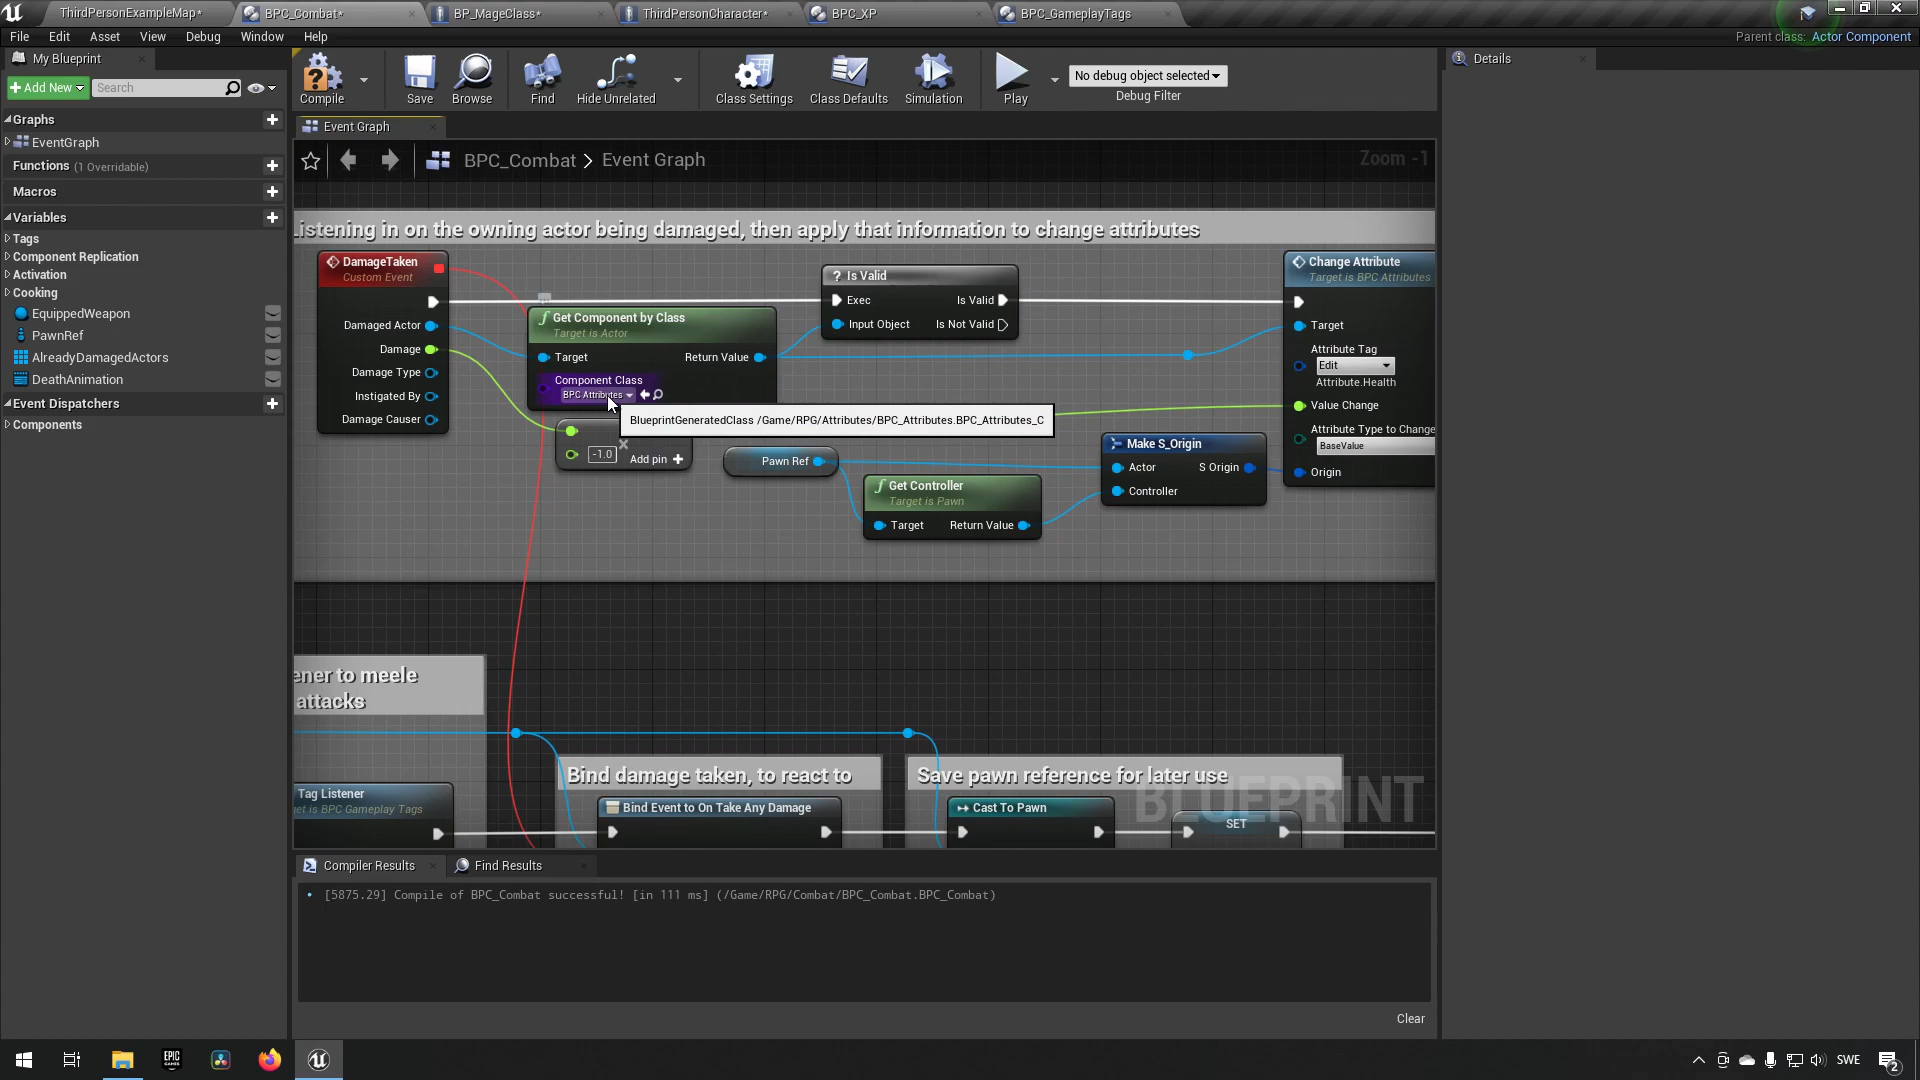 ThirdPersonExampleMap*
BPC_Combat*
BP_MageClass*
ThirdPersonCharacter*
BPC_XP
BPC_GameplayTags
File Edit Asset View Debug Window Help
Parent class: Actor Component
My Blueprint
Add New
Search
Compile
Save
Browse
Find
Hide Unrelated
Class Settings
Class Defaults
Simulation
Play
No debug object selected
Debug Filter
Details
Graphs
EventGraph
Functions (1 Overridable)
Macros
Variables
Tags
Component Replication
Activation
Cooking
EquippedWeapon
PawnRef
AlreadyDamagedActors
DeathAnimation
Event Dispatchers
Components
Event Graph
BPC_Combat > Event Graph
Zoom -1
Listening in on the owning actor being damaged, then apply that information to change attributes
DamageTaken
Custom Event
Damaged Actor
Damage
Damage Type
Instigated By
Damage Causer
Get Component by Class
Target is Actor
Target
Return Value
Component Class
BPC Attributes
BlueprintGeneratedClass /Game/RPG/Attributes/BPC_Attributes.BPC_Attributes_C
-1.0
Add pin
? Is Valid
Exec
Is Valid
Input Object
Is Not Valid
Pawn Ref
Get Controller
Target is Pawn
Target
Return Value
Make S_Origin
Actor
S Origin
Controller
Change Attribute
Target is BPC Attributes
Target
Attribute Tag
Edit
Attribute.Health
Value Change
Attribute Type to Change
BaseValue
Origin
ener to meele
attacks
Tag Listener
et is BPC Gameplay Tags
Bind damage taken, to react to
Bind Event to On Take Any Damage
Save pawn reference for later use
Cast To Pawn
SET
BLUEPRINT
Compiler Results
Find Results
[5875.29] Compile of BPC_Combat successful! [in 111 ms] (/Game/RPG/Combat/BPC_Combat.BPC_Combat)
Clear
EPIC
GAMES
SWE
2